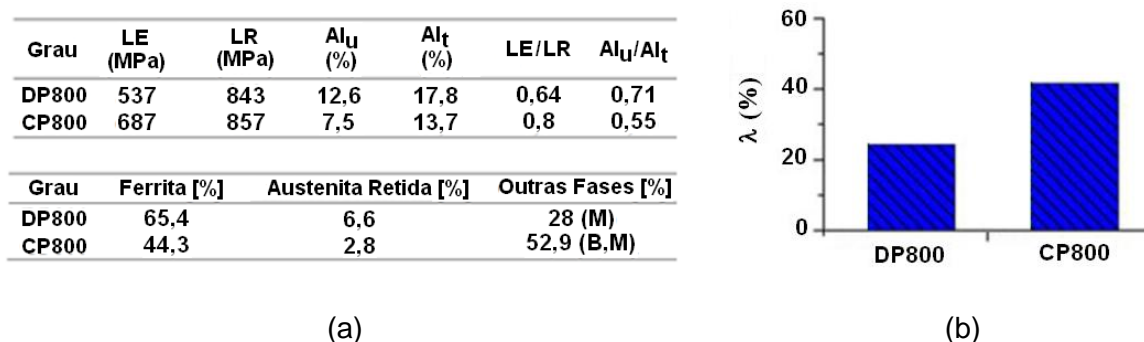 Grau LE (MPa) LR (MPa) Alu (%) Alt (%) LE/LR Alu/Alt
DP800 537 843 12,6 17,8 0,64 0,71
CP800 687 857 7,5 13,7 0,8 0,55
Grau Ferrita [%] Austenita Retida [%] Outras Fases [%]
DP800 65,4 6,6 28 (M)
CP800 44,3 2,8 52,9 (B,M)
(a)
λ (%)
60
40
20
0
DP800 CP800
(b)